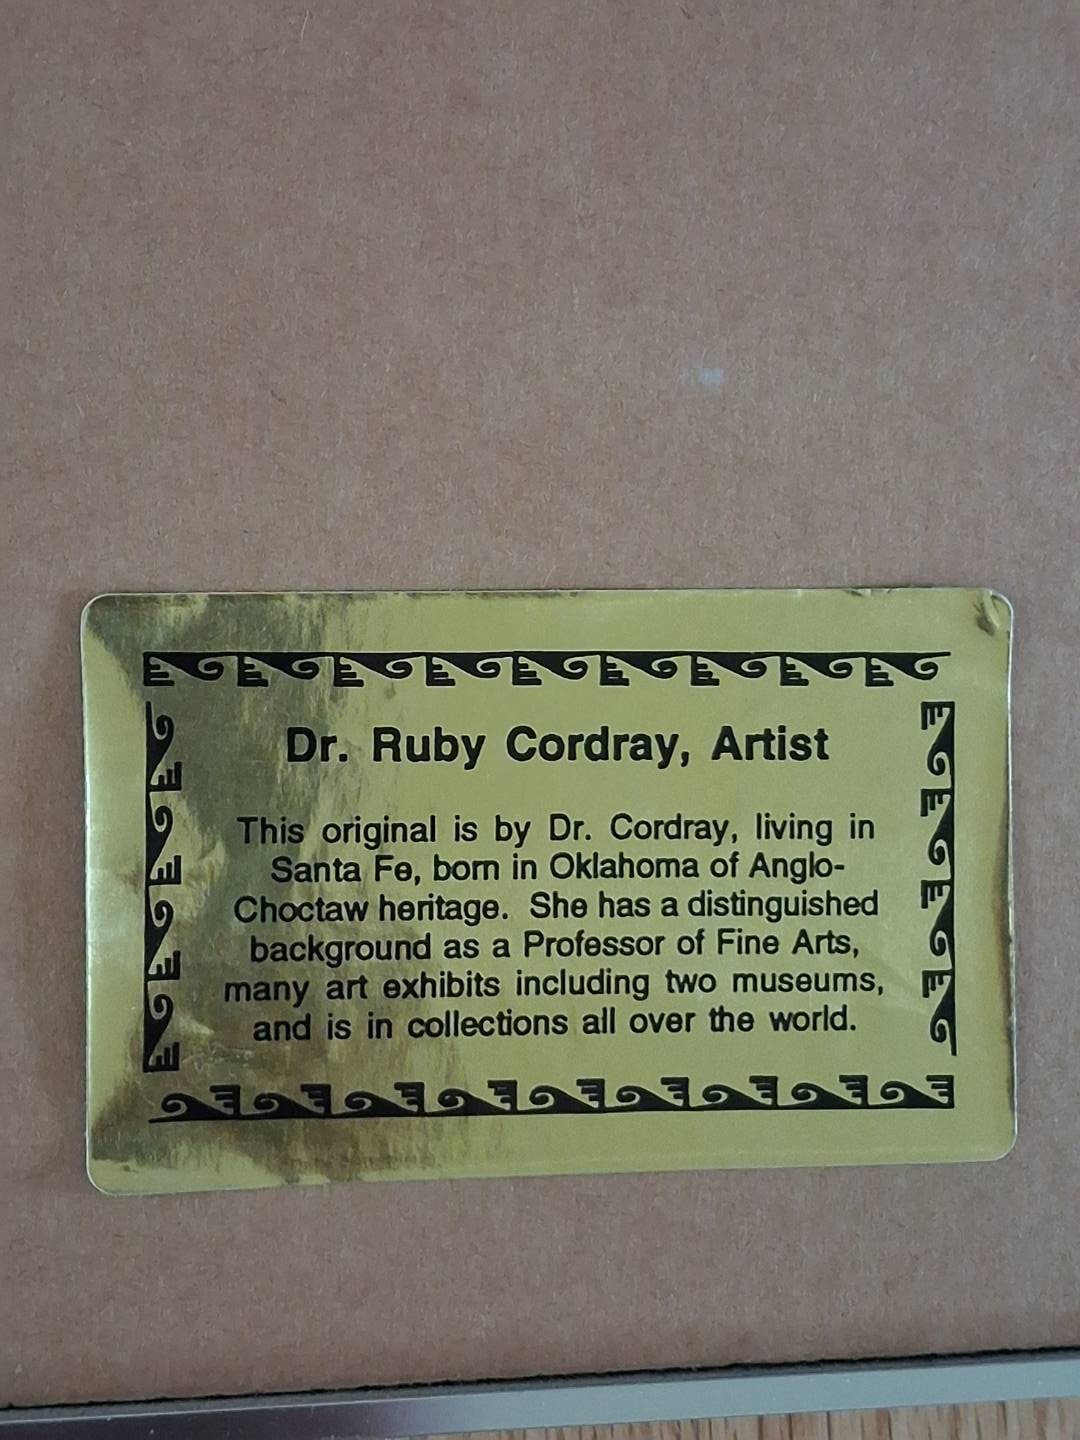 Dr. Ruby Cordray, Artist
This original is by Dr. Cordray, living in
Santa Fe, born in Oklahoma of Anglo-
Choctaw heritage. She has a distinguished
background as a Professor of Fine Arts,
many art exhibits including two museums,
and is in collections all over the world.